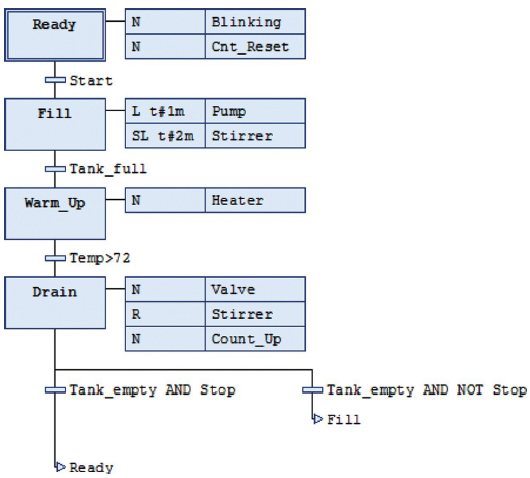 Ready N Blinking
N Cnt_Reset
Start
Fill L t#1m Pump
SL t#2m Stirrer
Tank_full
Warm_Up N Heater
Temp>72
Drain N Valve
R Stirrer
N Count_Up
Tank_empty AND Stop Tank_empty AND NOT Stop
Fill
Ready